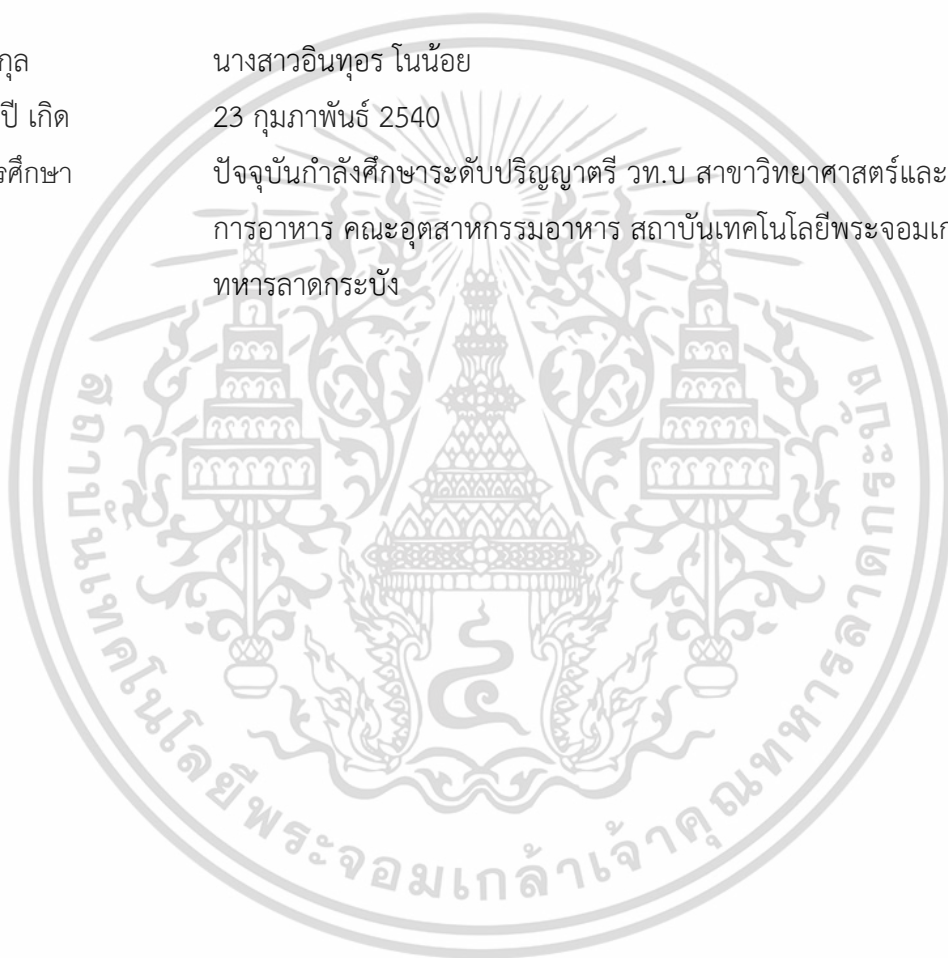 กุล นางสาวอินทุอร โนน้อย
ปี เกิด 23 กุมภาพันธ์ 2540
รศึกษา ปัจจุบันกำลังศึกษาระดับปริญญาตรี วท.บ สาขาวิทยาศาสตร์และ
การอาหาร คณะอุตสาหกรรมอาหาร สถาบันเทคโนโลยีพระจอมเก
ทหารลาดกระบัง
สถาบันเทคโนโลยีพระจอมเกล้าเจ้าคุณทหารลาดกระบัง
๔